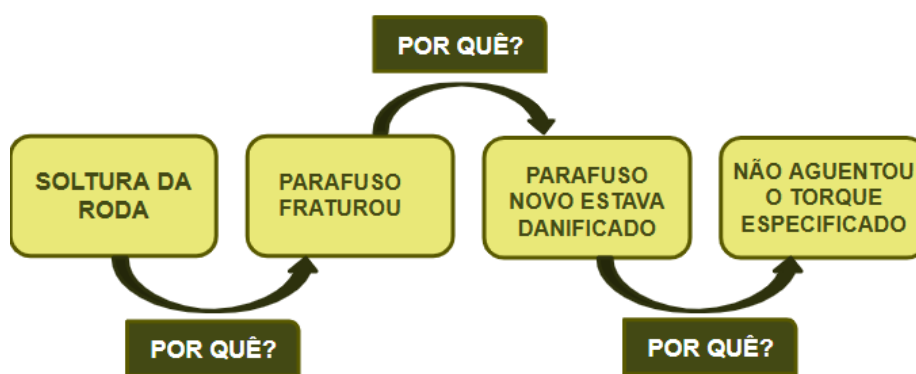 POR QUÊ?
SOLTURA DA
RODA
PARAFUSO
FRATUROU
PARAFUSO
NOVO ESTAVA
DANIFICADO
NÃO AGUENTOU
O TORQUE
ESPECIFICADO
POR QUÊ?
POR QUÊ?